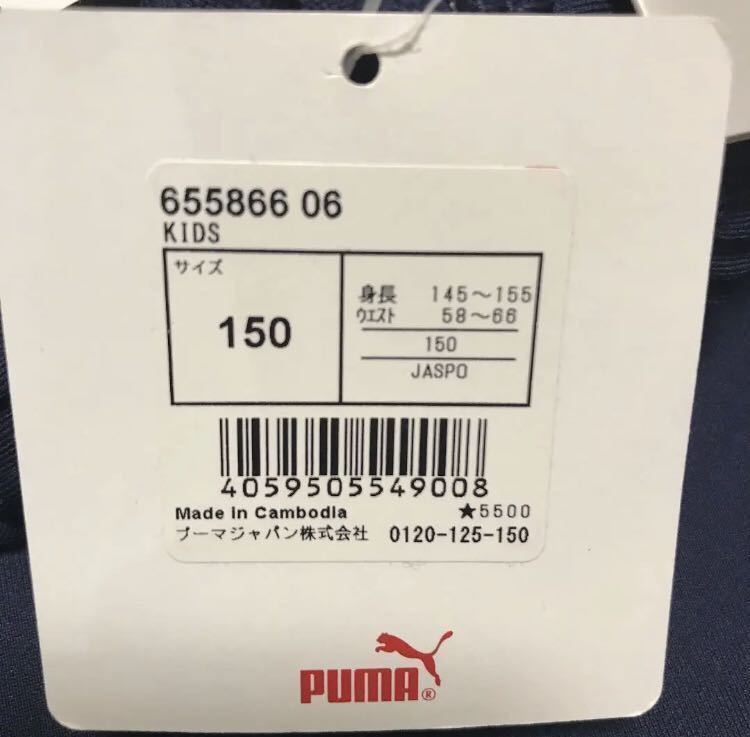 655866 06
KIDS
サイズ
150
身長 145～155
ウエスト 58～66
150
JASPO
4059505549008
Made in Cambodia ★5500
プーマジャパン株式会社 0120-125-150
PUMA®